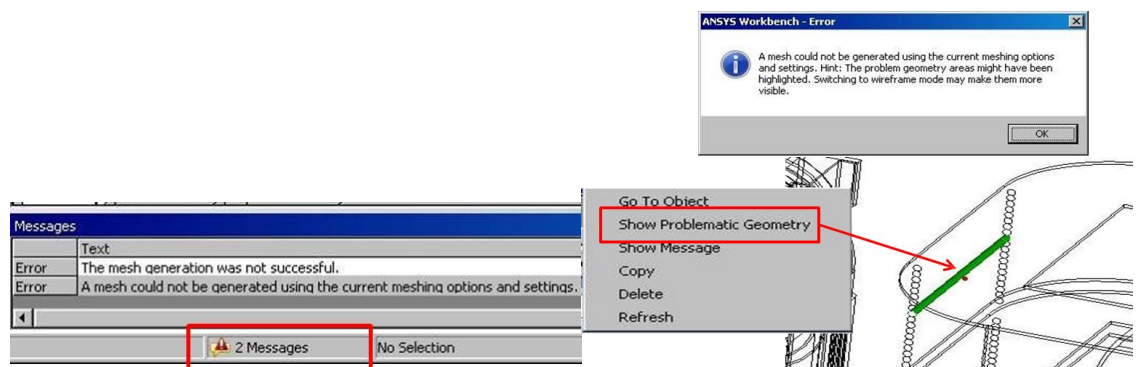 ANSYS Workbench - Error
A mesh could not be generated using the current meshing options
and settings. Hint: The problem geometry areas might have been
highlighted. Switching to wireframe mode may make them more
visible.
OK
Messages
Text
Error The mesh generation was not successful.
Error A mesh could not be generated using the current meshing options and settings.
2 Messages
No Selection
Go To Object
Show Problematic Geometry
Show Message
Copy
Delete
Refresh